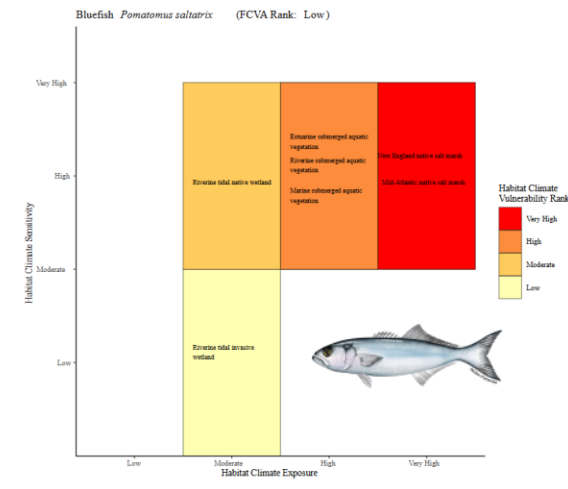 Bluefish Pomatomus saltatrix (FCVA Rank: Low)
Very High
High
Moderate
Low
Habitat Climate Sensitivity
Riverine tidal native wetland
Estuarine submerged aquatic
vegetation
Riverine submerged aquatic
vegetation
Marine submerged aquatic
vegetation
New England native salt marsh
Mid-Atlantic native salt marsh
Riverine tidal invasive
wetland
Habitat Climate
Vulnerability Rank
Very High
High
Moderate
Low
Low
Moderate
High
Very High
Habitat Climate Exposure